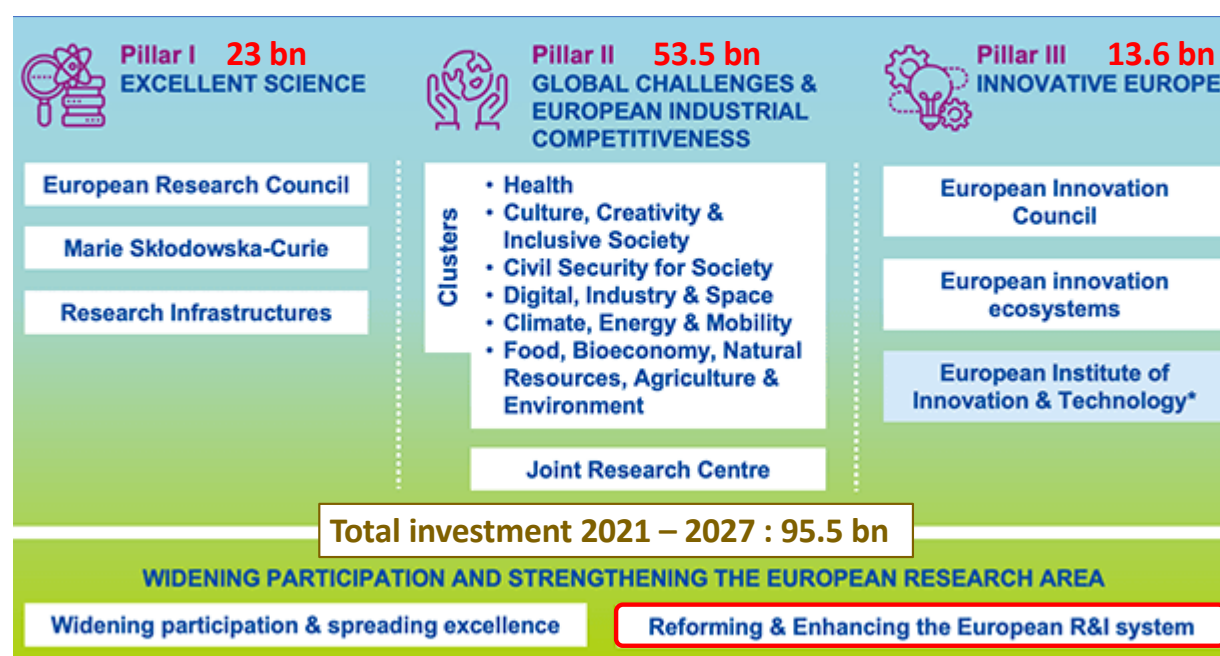 Pillar I 23 bn
EXCELLENT SCIENCE
European Research Council
Marie Skłodowska-Curie
Research Infrastructures
Pillar II 53.5 bn
GLOBAL CHALLENGES &
EUROPEAN INDUSTRIAL
COMPETITIVENESS
Clusters
• Health
• Culture, Creativity &
Inclusive Society
• Civil Security for Society
• Digital, Industry & Space
• Climate, Energy & Mobility
• Food, Bioeconomy, Natural
Resources, Agriculture &
Environment
Joint Research Centre
Pillar III 13.6 bn
INNOVATIVE EUROPE
European Innovation
Council
European innovation
ecosystems
European Institute of
Innovation & Technology*
Total investment 2021 – 2027 : 95.5 bn
WIDENING PARTICIPATION AND STRENGTHENING THE EUROPEAN RESEARCH AREA
Widening participation & spreading excellence
Reforming & Enhancing the European R&I system